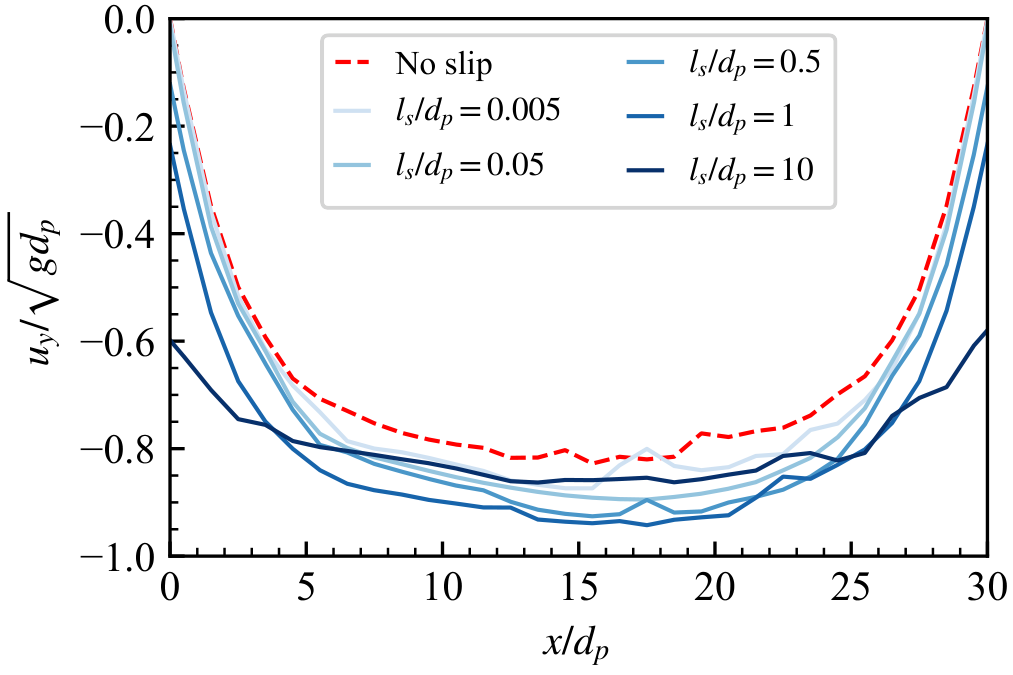 0.0
−0.2
−0.4
−0.6
−0.8
−1.0
u_y/√gd_p
No slip
l_s/d_p = 0.005
l_s/d_p = 0.05
l_s/d_p = 0.5
l_s/d_p = 1
l_s/d_p = 10
0 5 10 15 20 25 30
x/d_p